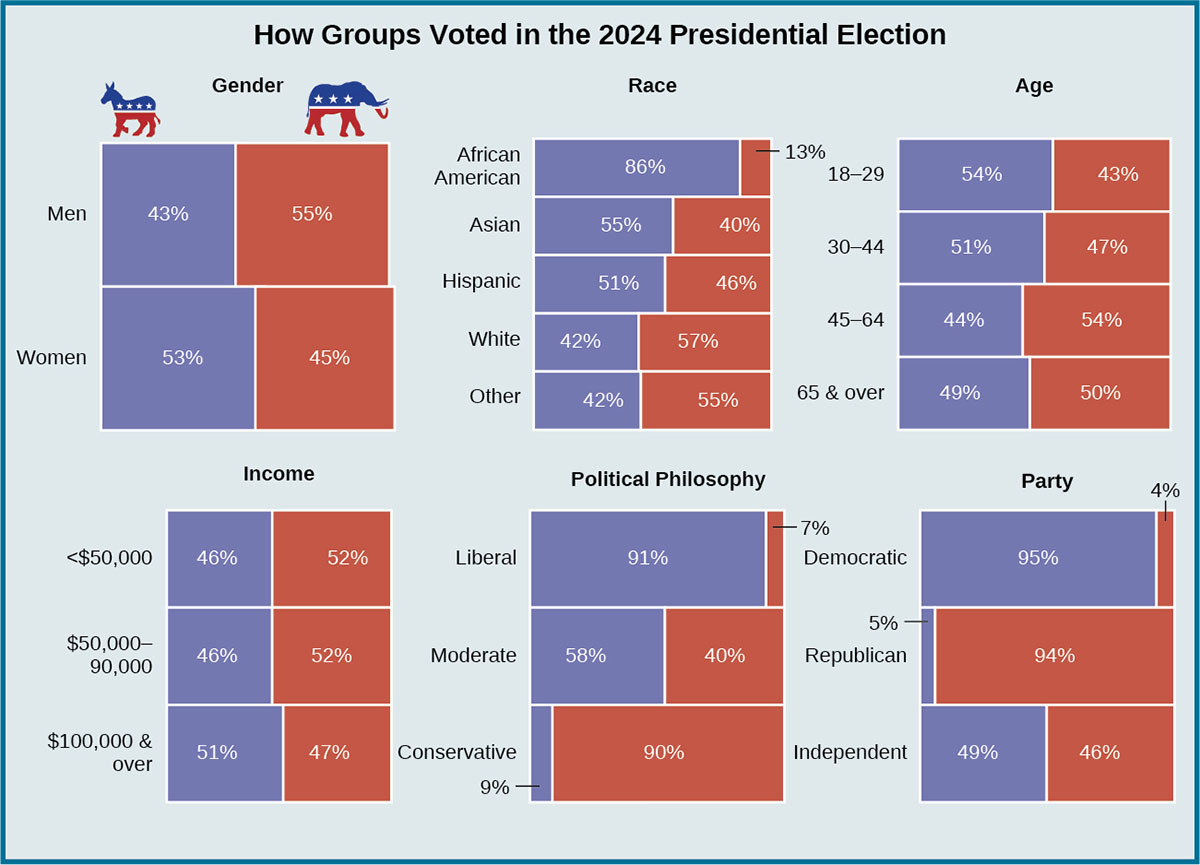 How Groups Voted in the 2024 Presidential Election
Gender
Men
43%
55%
Women
53%
45%
Race
African
American
86%
13%
Asian
55%
40%
Hispanic
51%
46%
White
42%
57%
Other
42%
55%
Age
18–29
54%
43%
30–44
51%
47%
45–64
44%
54%
65 & over
49%
50%
Income
<$50,000
46%
52%
$50,000–
90,000
46%
52%
$100,000 &
over
51%
47%
Political Philosophy
Liberal
91%
7%
Moderate
58%
40%
Conservative
9%
90%
Party
Democratic
95%
4%
Republican
5%
94%
Independent
49%
46%